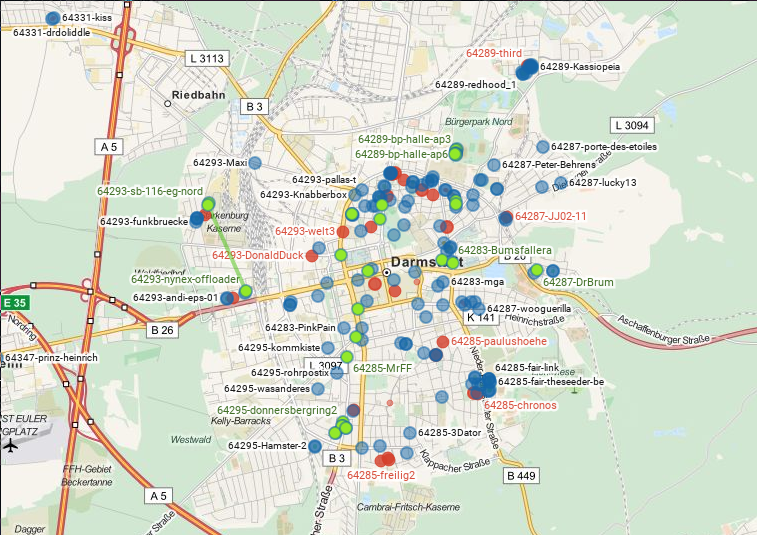 64331-kiss
64331-drdoliddle
L 3113
64289-third
64289-Kassiopeia
64289-redhood_1
Riedbahn
B 3
A 5
Bürgerpark Nord
L 3094
64289-bp-halle-ap3
64289-bp-halle-ap6
64287-porte-des-etoiles
64293-Maxi
64287-Peter-Behrens
64293-pallas-t
64287-lucky13
64293-sb-116-eg-nord
64293-Knabberbox
64293-funkbruecke
Kaserne
64287-JJ02-11
64293-welt3
64293-DonaldDuck
64283-Bumsfallera
64293-nynex-offloader
64283-mga
64287-DrBrum
64293-andi-eps-01
E 35
64287-woogueril­la
K 141
Heinrichstraße
Nordring
B 26
64283-PinkPain
Aschaffenburger Straße
64285-paulushoehe
64295-kommkiste
64347-prinz-heinrich
L 3097
64285-MrFF
64285-fair-link
64295-rohrpostix
64285-fair-theseeder-be
64295-wasanderes
64285-chronos
64295-donnersbergring2
Kelly-Barracks
Westwald
64295-Hamster-2
64285-3Dator
B 3
Klappacher Straße
FFH-Gebiet
Beckertanne
64285-freilig2
B 449
A 5
Cambrai-Fritsch-Kaserne
Dagger